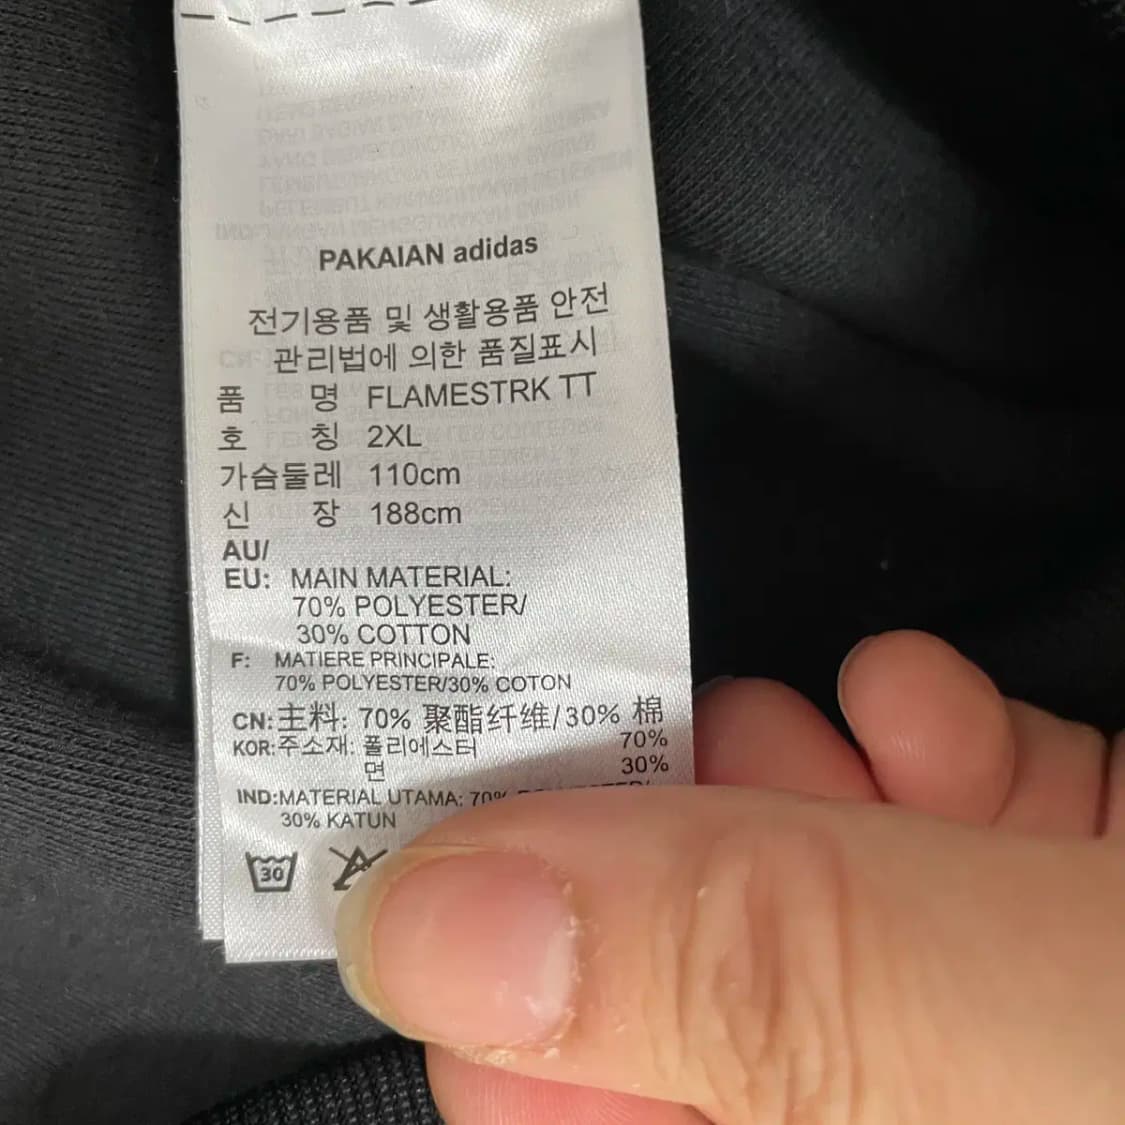 PAKAIAN adidas
전기용품 및 생활용품 안전
관리법에 의한 품질표시
품 명 FLAMESTRK TT
호 칭 2XL
가슴둘레 110cm
신 장 188cm
AU/
EU: MAIN MATERIAL:
70% POLYESTER/
30% COTTON
F: MATIERE PRINCIPALE:
70% POLYESTER/30% COTON
CN: 主料: 70% 聚酯纤维/30% 棉
KOR: 주소재: 폴리에스터 70%
면 30%
IND: MATERIAL UTAMA: 70%
30% KATUN
30